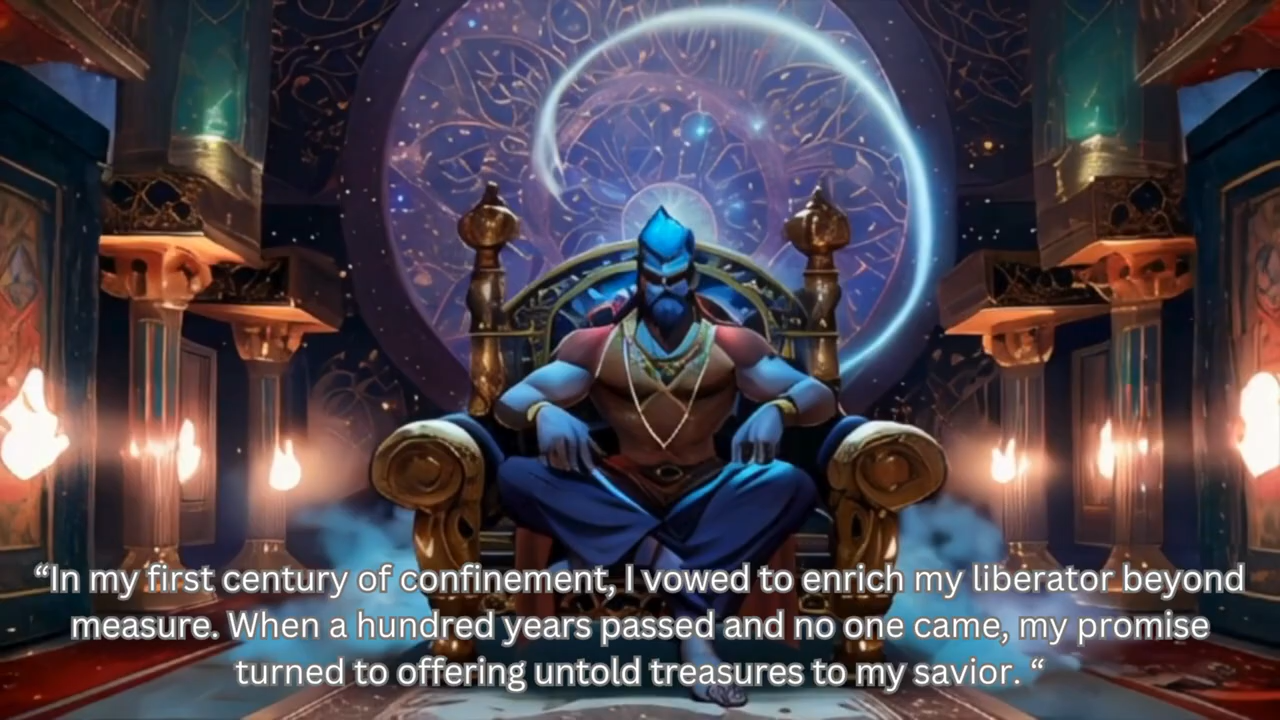 “In my first century of confinement, I vowed to enrich my liberator beyond
measure. When a hundred years passed and no one came, my promise
turned to offering untold treasures to my savior. “